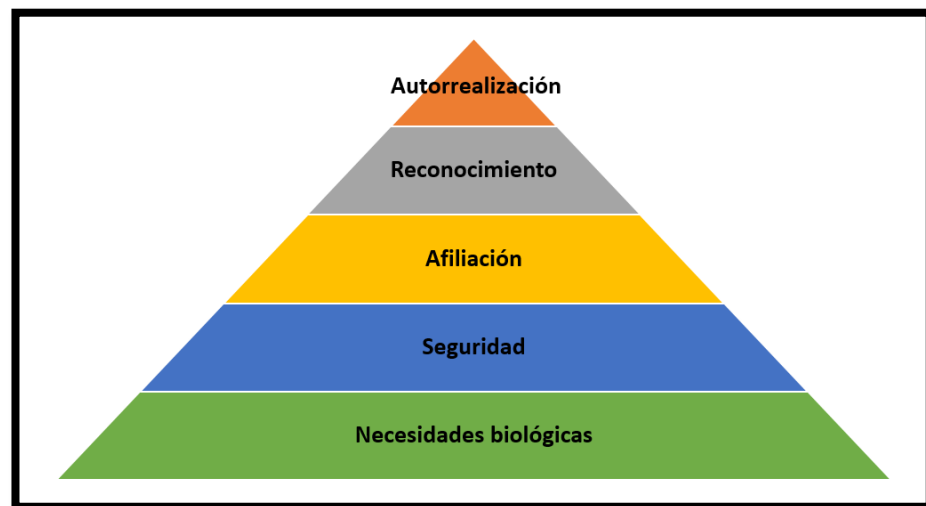 Autorrealización
Reconocimiento
Afiliación
Seguridad
Necesidades biológicas